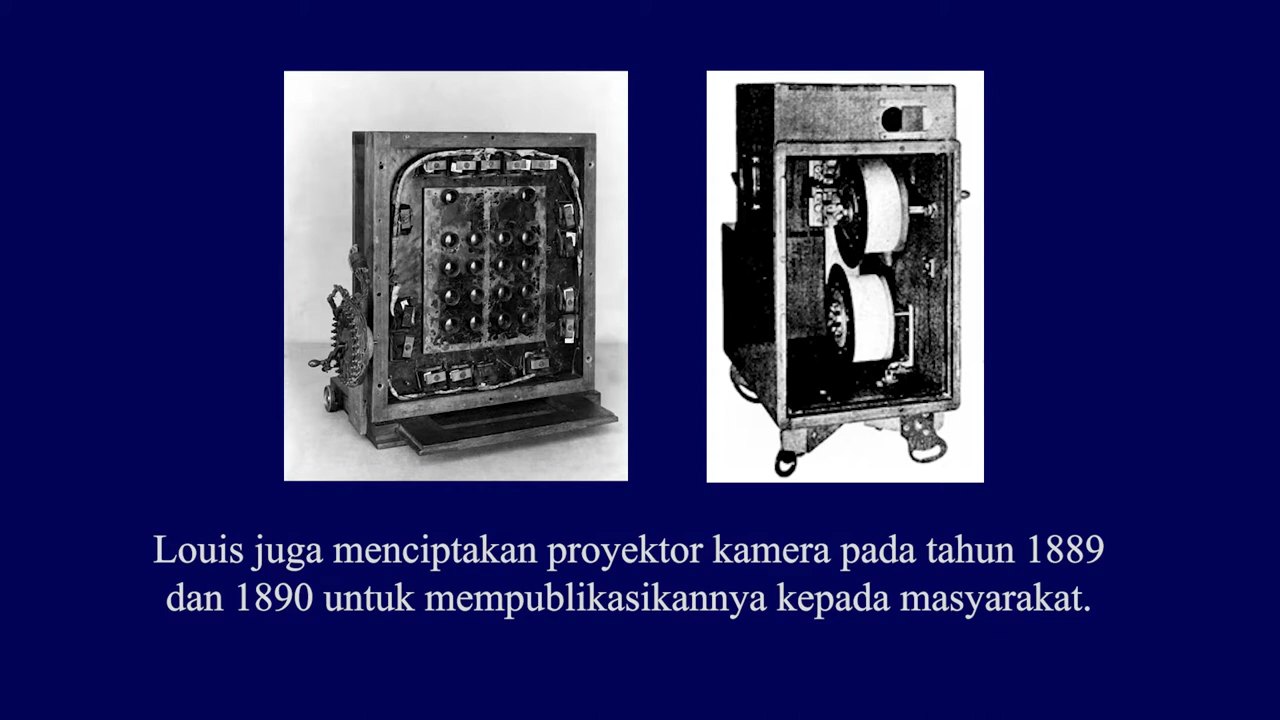 Louis juga menciptakan proyektor kamera pada tahun 1889
dan 1890 untuk mempublikasikannya kepada masyarakat.